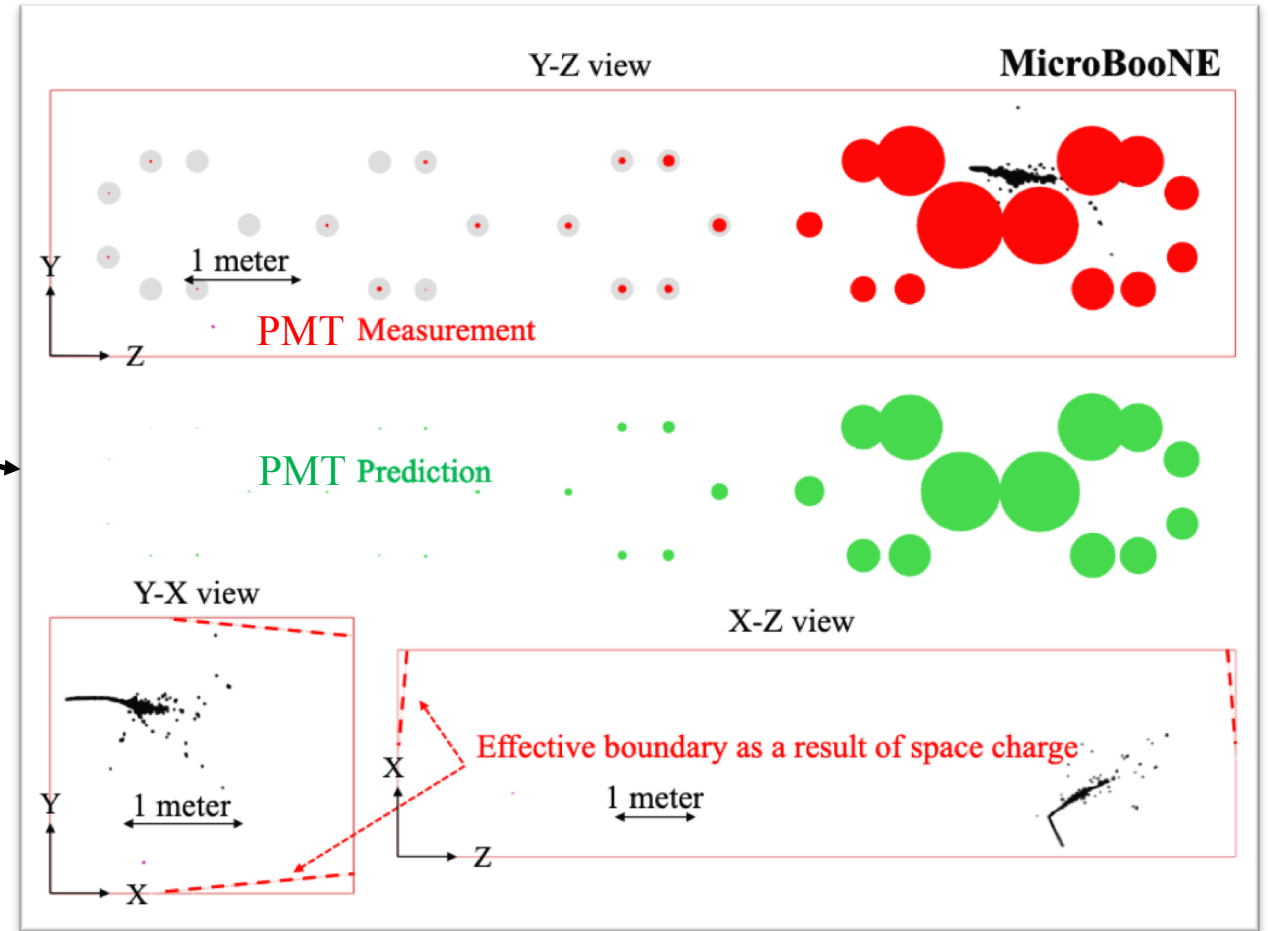 Y-Z view
MicroBooNE
1 meter
Y
PMT Measurement
Z
PMT Prediction
Y-X view
X-Z view
Effective boundary as a result of space charge
X
Y
1 meter
1 meter
Z
X